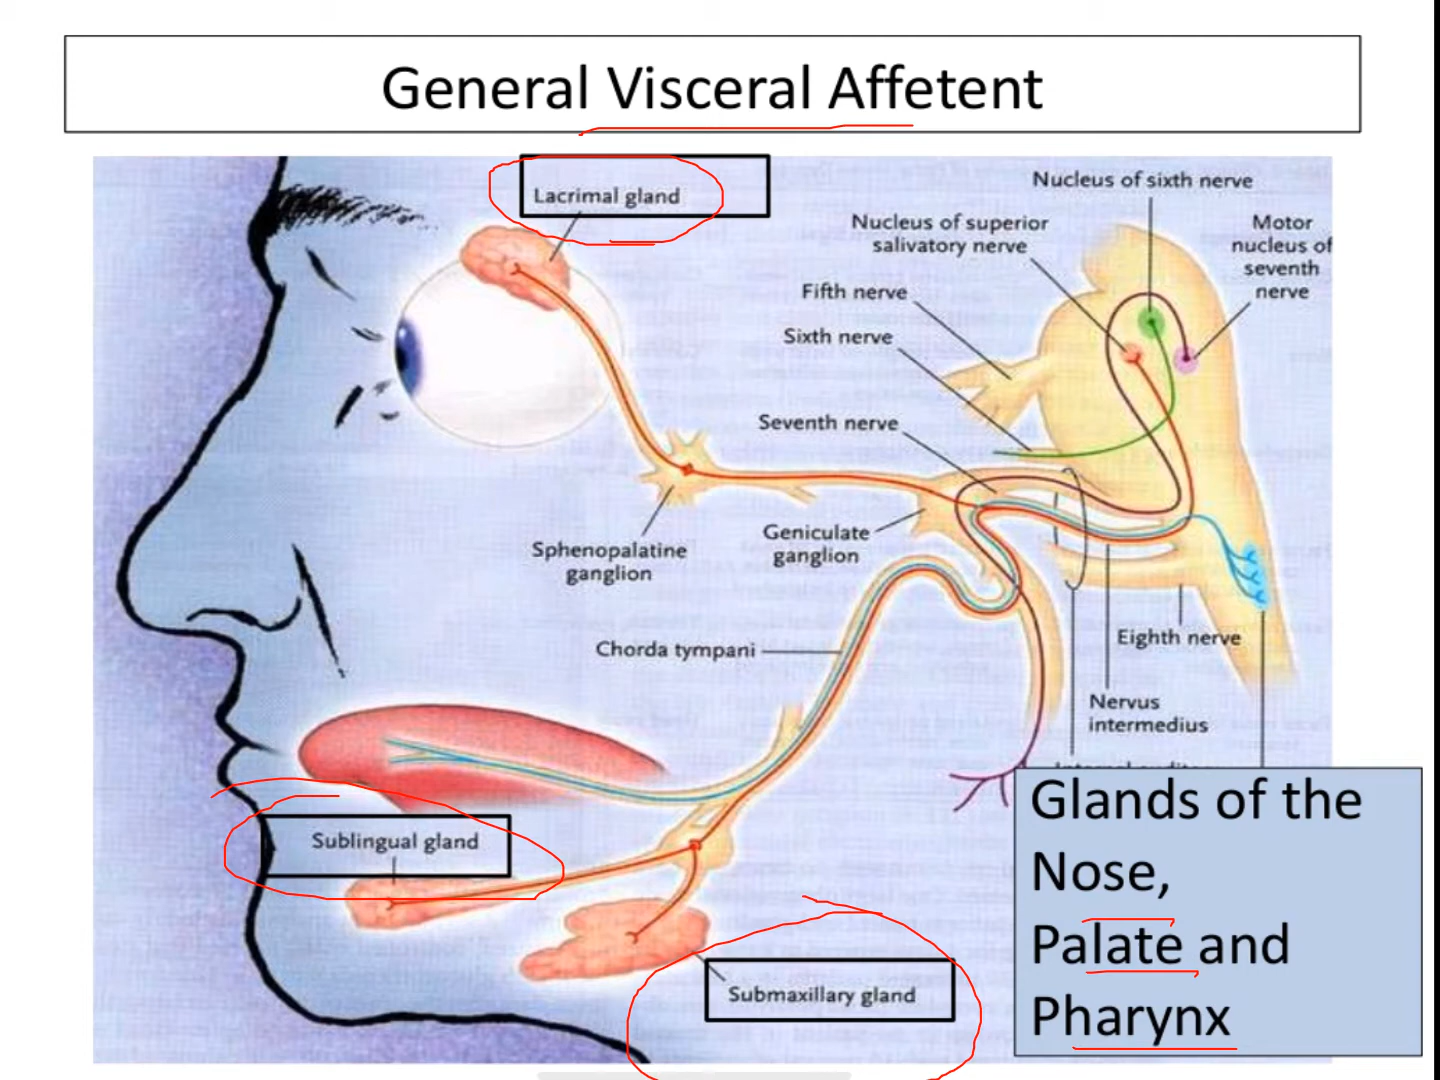 General Visceral Affetent
Lacrimal gland
Nucleus of sixth nerve
Nucleus of superior
salivatory nerve
Motor
nucleus of
seventh
nerve
Fifth nerve
Sixth nerve
Seventh nerve
Sphenopalatine
ganglion
Geniculate
ganglion
Chorda tympani
Eighth nerve
Nervus
intermedius
Sublingual gland
Submaxillary gland
Glands of the
Nose,
Palate and
Pharynx